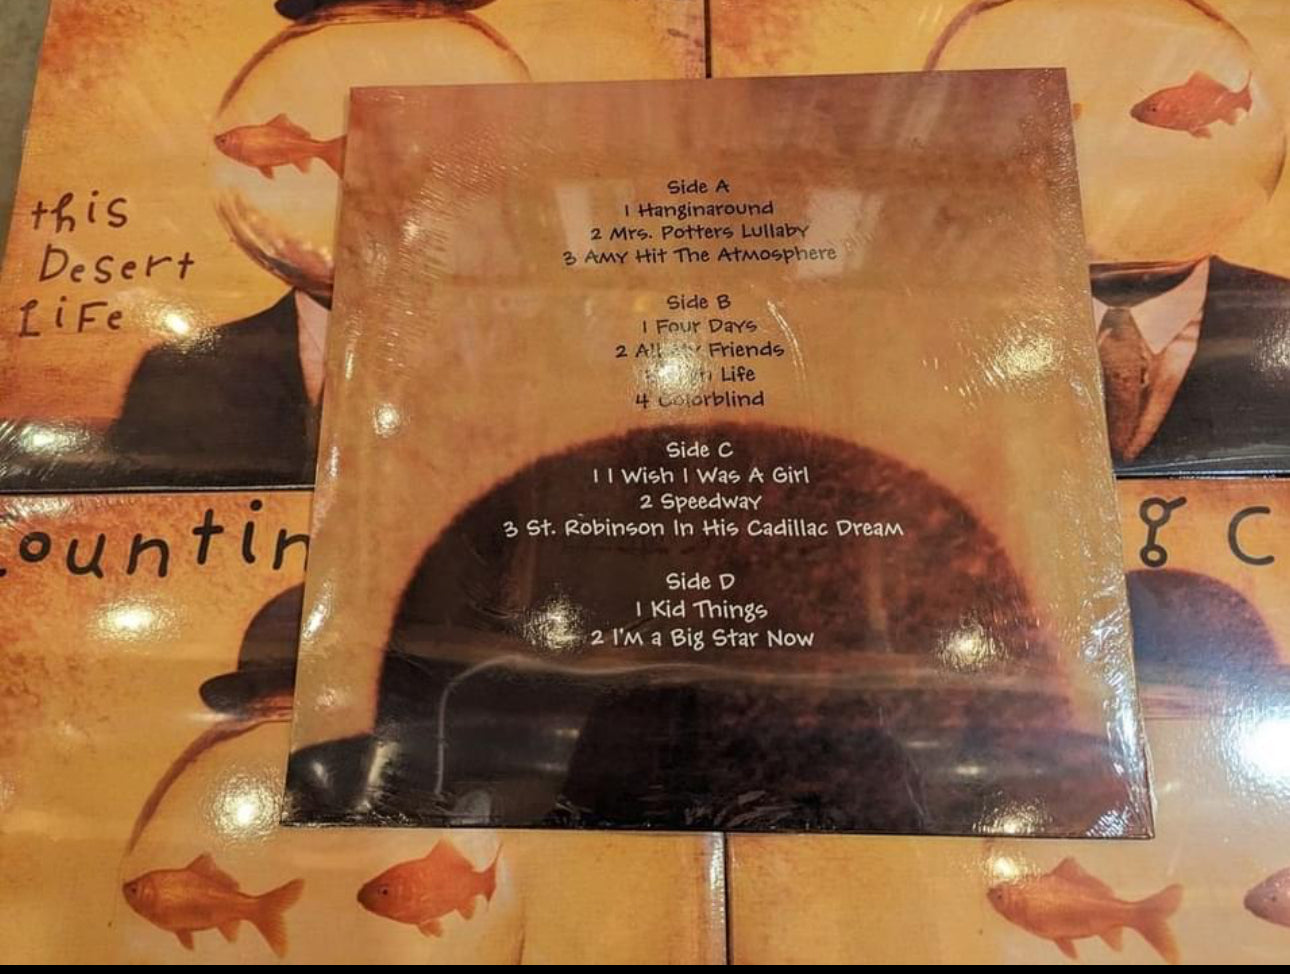 this
Desert
Life
Side A
1 Hanginaround
2 Mrs. Potters Lullaby
3 Amy Hit The Atmosphere
Side B
1 Four Days
2 All My Friends
Life
4 Colorblind
Side C
1 I Wish I Was A Girl
2 Speedway
3 St. Robinson In His Cadillac Dream
Side D
1 Kid Things
2 I'm a Big Star Now
ountin
g C